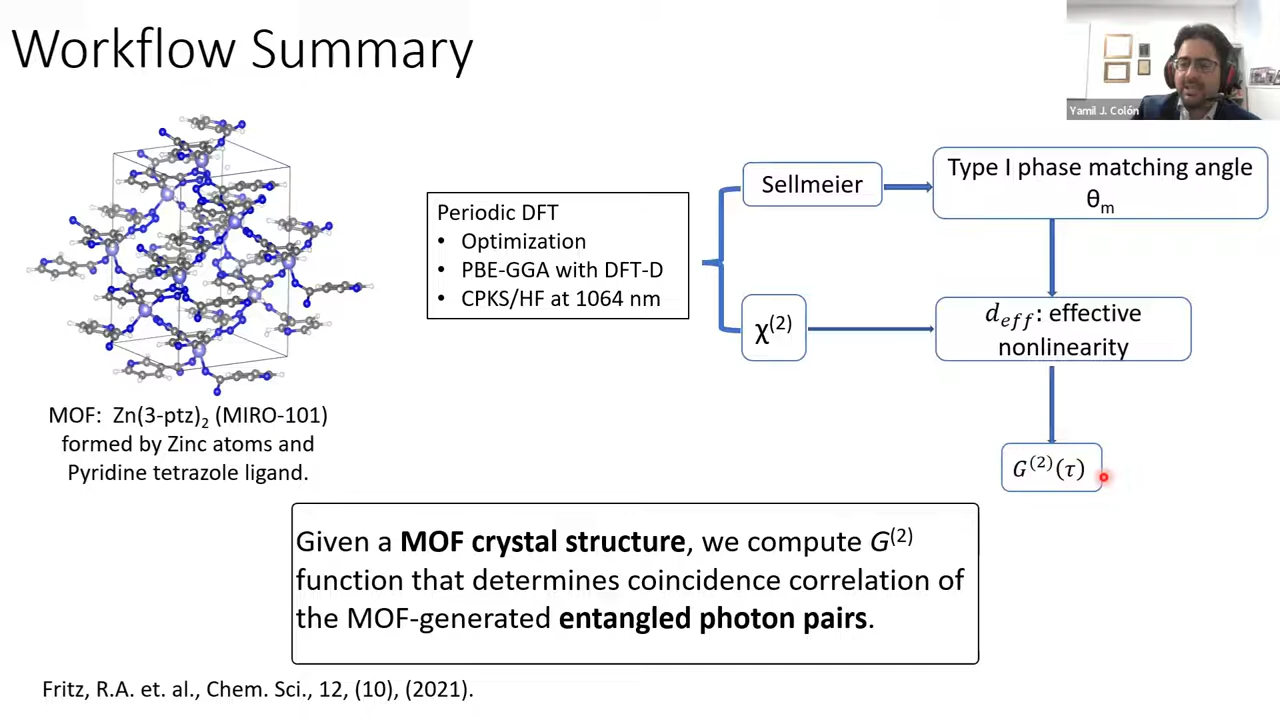 Workflow Summary
Yamil J. Colón
Periodic DFT
• Optimization
• PBE-GGA with DFT-D
• CPKS/HF at 1064 nm
Sellmeier
Type I phase matching angle
θₘ
χ⁽²⁾
d_eff: effective
nonlinearity
G⁽²⁾(τ)
MOF: Zn(3-ptz)₂ (MIRO-101)
formed by Zinc atoms and
Pyridine tetrazole ligand.
Given a MOF crystal structure, we compute G⁽²⁾
function that determines coincidence correlation of
the MOF-generated entangled photon pairs.
Fritz, R.A. et. al., Chem. Sci., 12, (10), (2021).